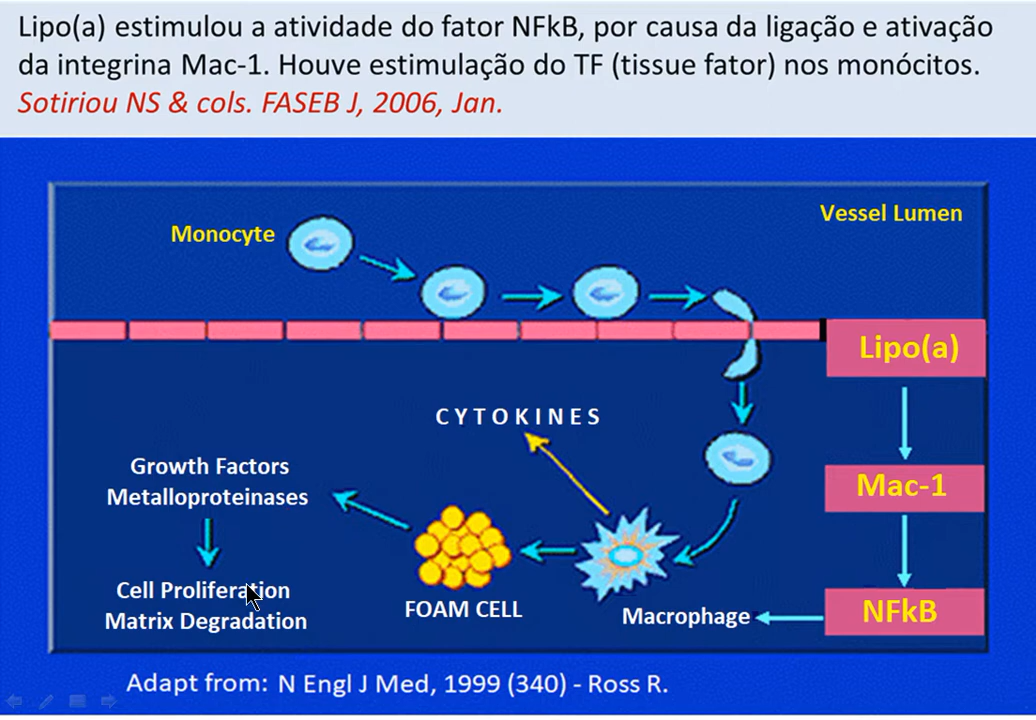 Lipo(a) estimulou a atividade do fator NFkB, por causa da ligação e ativação
da integrina Mac-1. Houve estimulação do TF (tissue fator) nos monócitos.
Sotiriou NS & cols. FASEB J, 2006, Jan.
Vessel Lumen
Monocyte
Lipo(a)
CYTOKINES
Growth Factors
Metalloproteinases
Mac-1
Cell Proliferation
Matrix Degradation
FOAM CELL
Macrophage
NFkB
Adapt from: N Engl J Med, 1999 (340) - Ross R.